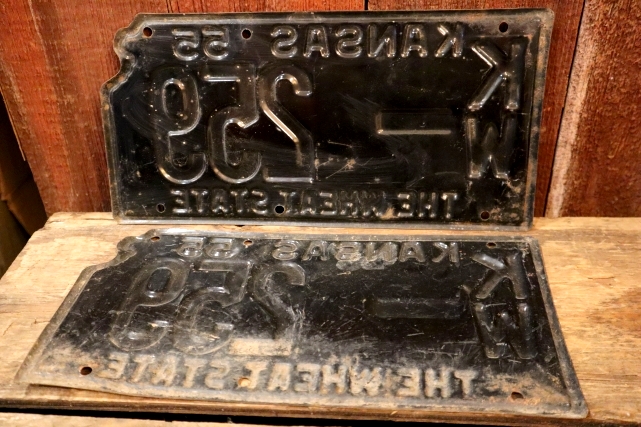 KANSAS 55
KW - 259
THE WHEAT STATE
KANSAS 55
KW - 259
THE WHEAT STATE